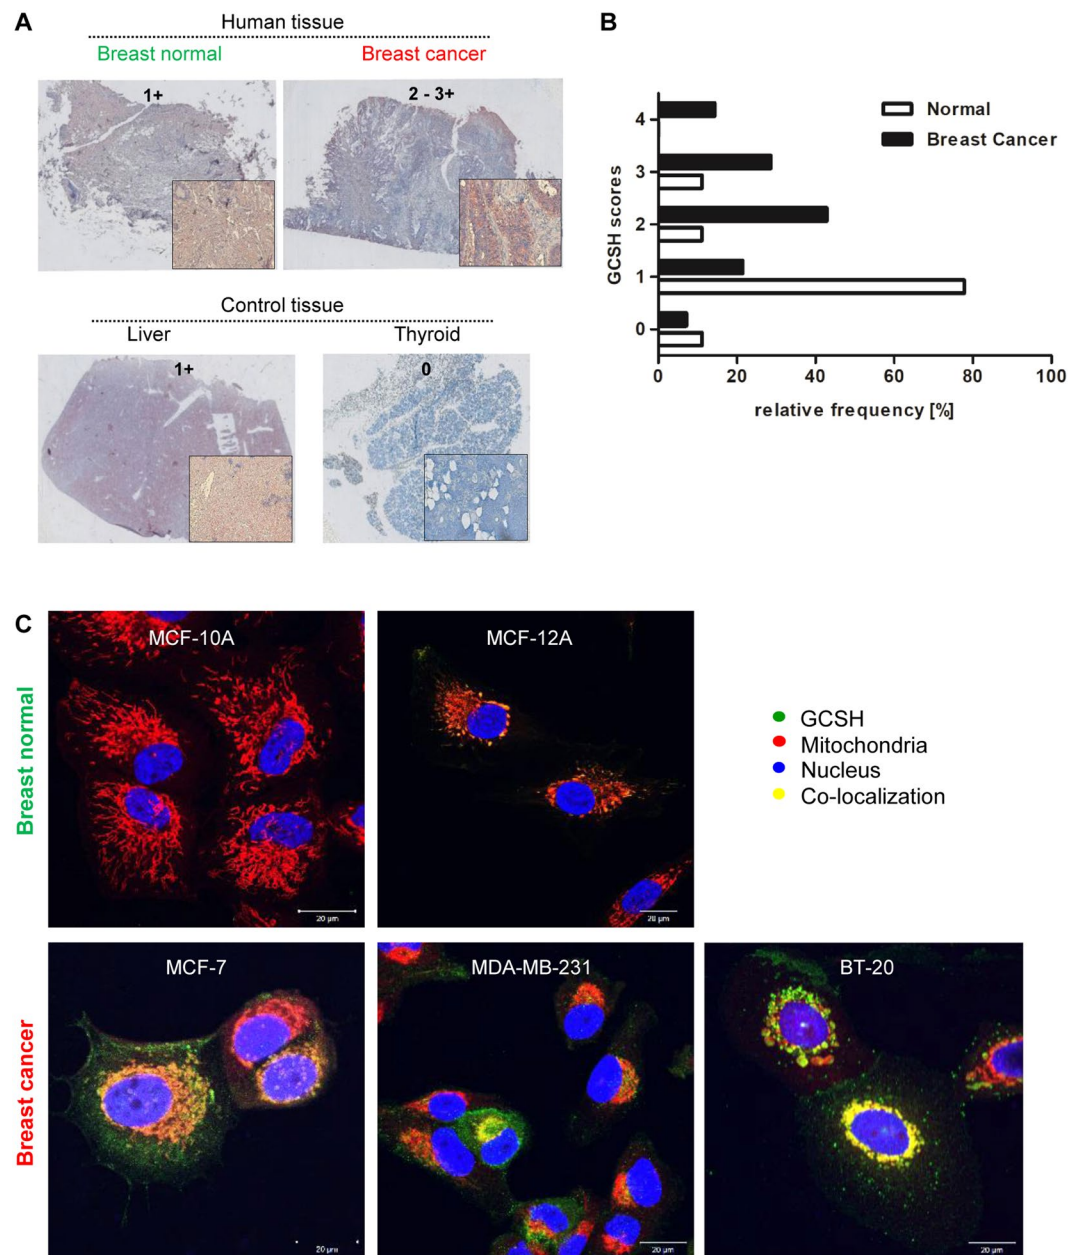 A
Human tissue
Breast normal
Breast cancer
1+
2 - 3+
Control tissue
Liver
Thyroid
1+
0
B
Normal
Breast Cancer
GCSH scores
4
3
2
1
0
0 20 40 60 80 100
relative frequency [%]
C
Breast normal
MCF-10A
20 µm
MCF-12A
20 µm
GCSH
Mitochondria
Nucleus
Co-localization
Breast cancer
MCF-7
20 µm
MDA-MB-231
20 µm
BT-20
20 µm